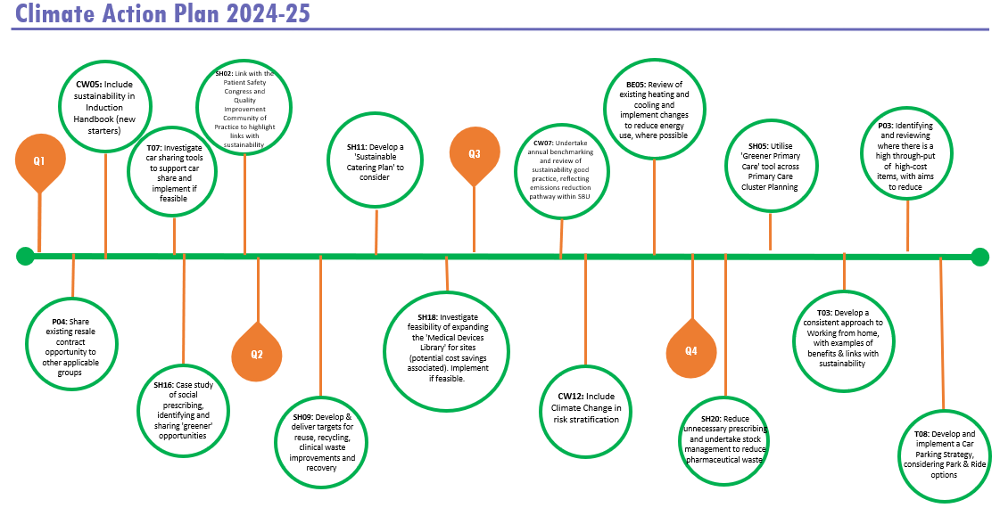 Climate Action Plan 2024-25
Q1
CW05: Include
sustainability in
Induction
Handbook (new
starters)
T07: Investigate
car sharing tools
to support car
share and
implement if
feasible
SH02: Link with the
Patient Safety
Congress and
Quality
Improvement
Community of
Practice to highlight
links with
sustainability
SH11: Develop a
'Sustainable
Catering Plan' to
consider
Q3
CW07: Undertake
annual benchmarking
and review of
sustainability good
practice, reflecting
emissions reduction
pathway within SBU
BE05: Review of
existing heating and
cooling and
implement changes
to reduce energy
use, where possible
SH05: Utilise
'Greener Primary
Care' tool across
Primary Care
Cluster Planning
P03: Identifying
and reviewing
where there is a
high through-put
of high-cost
items, with aims
to reduce
P04: Share
existing resale
contract
opportunity to
other applicable
groups
SH16: Case study
of social
prescribing,
identifying and
sharing 'greener'
opportunities
Q2
SH09: Develop &
deliver targets for
reuse, recycling,
clinical waste
improvements and
recovery
SH18: Investigate
feasibility of expanding
the 'Medical Devices
Library' for sites
(potential cost savings
associated). Implement
if feasible.
CW12: Include
Climate Change in
risk stratification
Q4
SH20: Reduce
unnecessary prescribing
and undertake stock
management to reduce
pharmaceutical waste
T03: Develop a
consistent approach to
Working from home,
with examples of
benefits & links with
sustainability
T08: Develop and
implement a Car
Parking Strategy,
considering Park & Ride
options